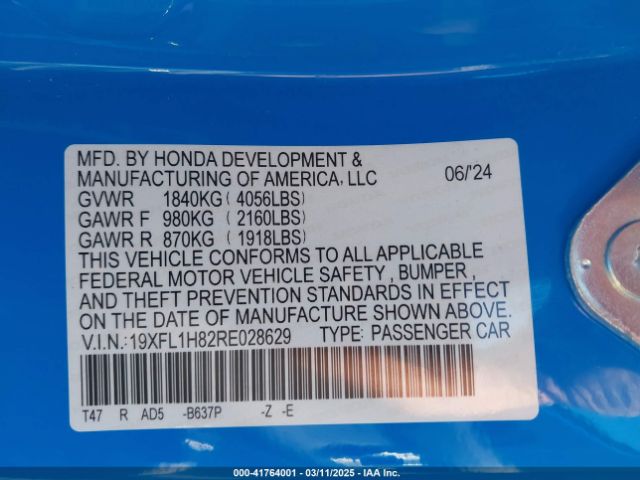 MFD. BY HONDA DEVELOPMENT &
MANUFACTURING OF AMERICA, LLC 06/'24
GVWR 1840KG ( 4056LBS )
GAWR F 980KG ( 2160LBS )
GAWR R 870KG ( 1918LBS )
THIS VEHICLE CONFORMS TO ALL APPLICABLE
FEDERAL MOTOR VEHICLE SAFETY , BUMPER ,
AND THEFT PREVENTION STANDARDS IN EFFECT
ON THE DATE OF MANUFACTURE SHOWN ABOVE.
V.I.N.: 19XFL1H82RE028629 TYPE: PASSENGER CAR
T47 R AD5 -B637P -Z -E
000-41764001 - 03/11/2025 - IAA Inc.